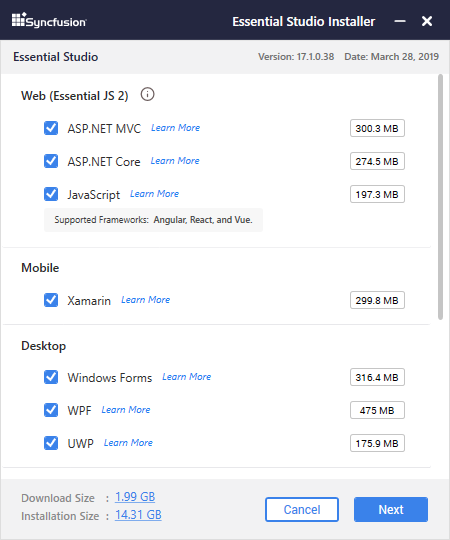 Syncfusion Essential Studio Installer
Essential Studio Version: 17.1.0.38 Date: March 28, 2019
Web (Essential JS 2)
ASP.NET MVC Learn More 300.3 MB
ASP.NET Core Learn More 274.5 MB
JavaScript Learn More 197.3 MB
Supported Frameworks: Angular, React, and Vue.
Mobile
Xamarin Learn More 299.8 MB
Desktop
Windows Forms Learn More 316.4 MB
WPF Learn More 475 MB
UWP Learn More 175.9 MB
Download Size : 1.99 GB
Installation Size : 14.31 GB
Cancel Next